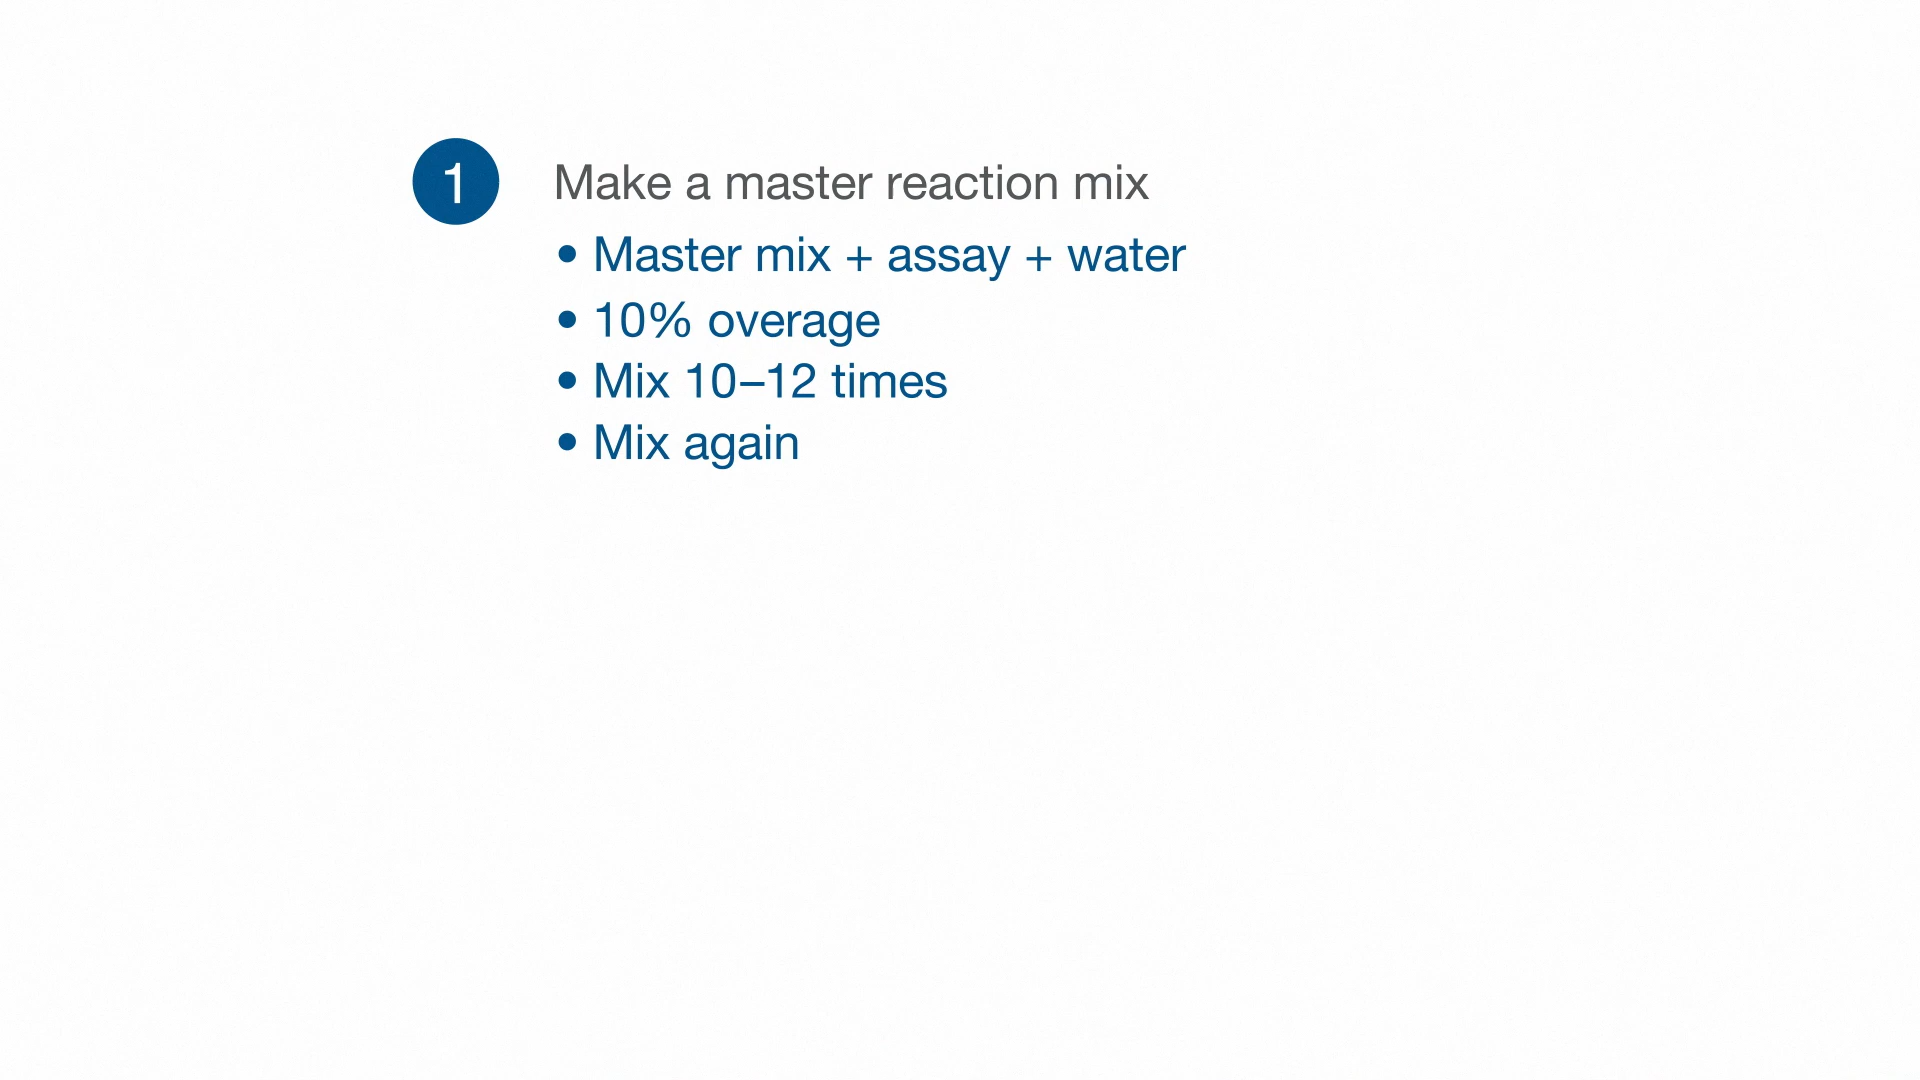 1 Make a master reaction mix
• Master mix + assay + water
• 10% overage
• Mix 10–12 times
• Mix again